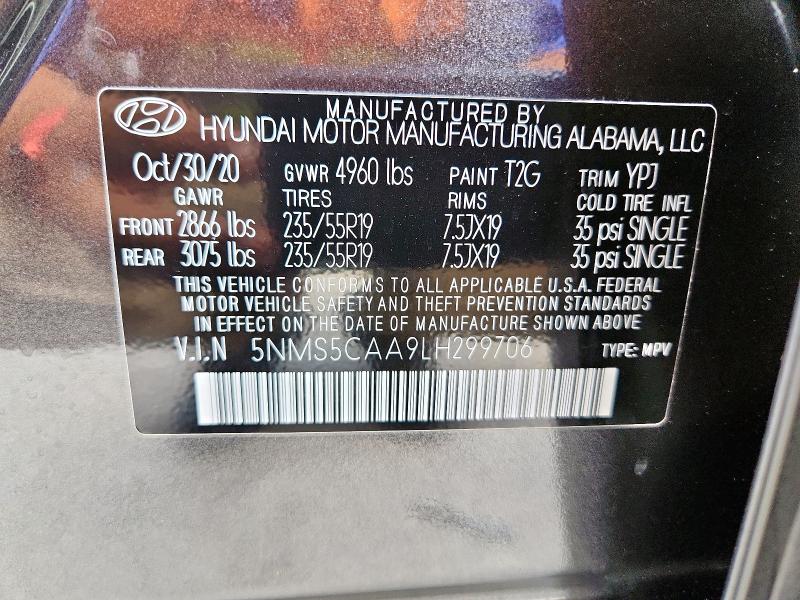 MANUFACTURED BY
HYUNDAI MOTOR MANUFACTURING ALABAMA, LLC
Oct/30/20 GVWR 4960 lbs PAINT T2G TRIM YPJ
GAWR TIRES RIMS COLD TIRE INFL
FRONT 2866 lbs 235/55R19 7.5JX19 35 psi SINGLE
REAR 3075 lbs 235/55R19 7.5JX19 35 psi SINGLE
THIS VEHICLE CONFORMS TO ALL APPLICABLE U.S.A. FEDERAL
MOTOR VEHICLE SAFETY AND THEFT PREVENTION STANDARDS
IN EFFECT ON THE DATE OF MANUFACTURE SHOWN ABOVE
V.I.N 5NMS5CAA9LH299706 TYPE: MPV